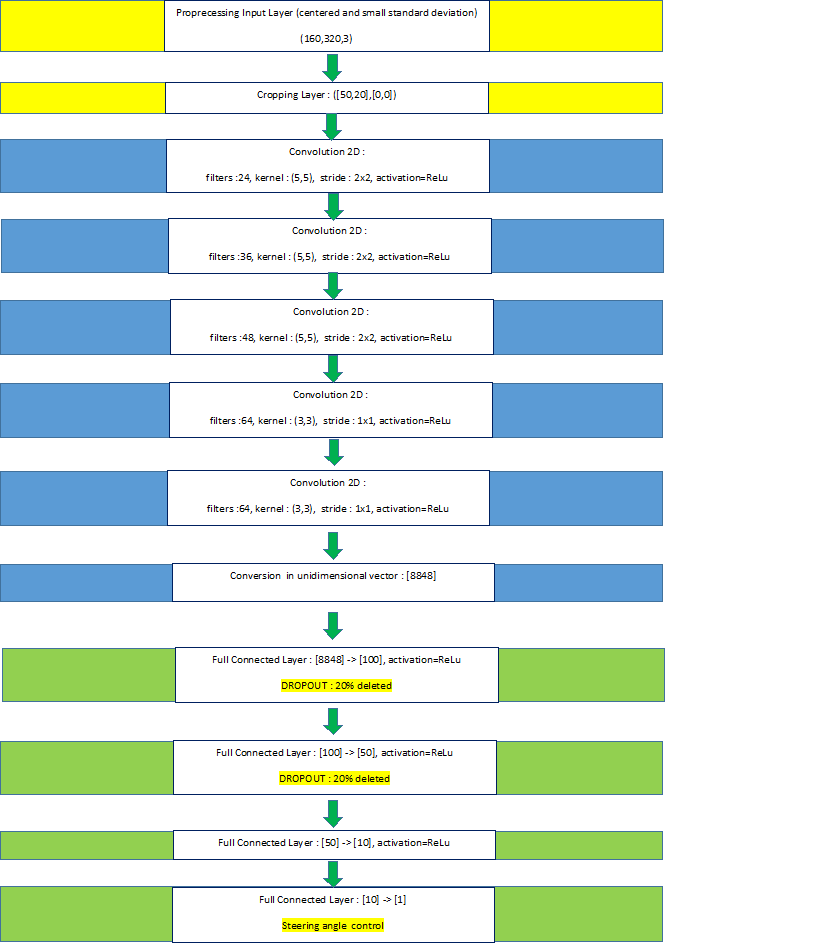 Proprecessing Input Layer (centered and small standard deviation)
(160,320,3)
Cropping Layer : ([50,20],[0,0])
Convolution 2D :
filters :24, kernel : (5,5), stride : 2x2, activation=ReLu
Convolution 2D :
filters :36, kernel : (5,5), stride : 2x2, activation=ReLu
Convolution 2D :
filters :48, kernel : (5,5), stride : 2x2, activation=ReLu
Convolution 2D :
filters :64, kernel : (3,3), stride : 1x1, activation=ReLu
Convolution 2D :
filters :64, kernel : (3,3), stride : 1x1, activation=ReLu
Conversion in unidimensional vector : [8848]
Full Connected Layer : [8848] -> [100], activation=ReLu
DROPOUT : 20% deleted
Full Connected Layer : [100] -> [50], activation=ReLu
DROPOUT : 20% deleted
Full Connected Layer : [50] -> [10], activation=ReLu
Full Connected Layer : [10] -> [1]
Steering angle control